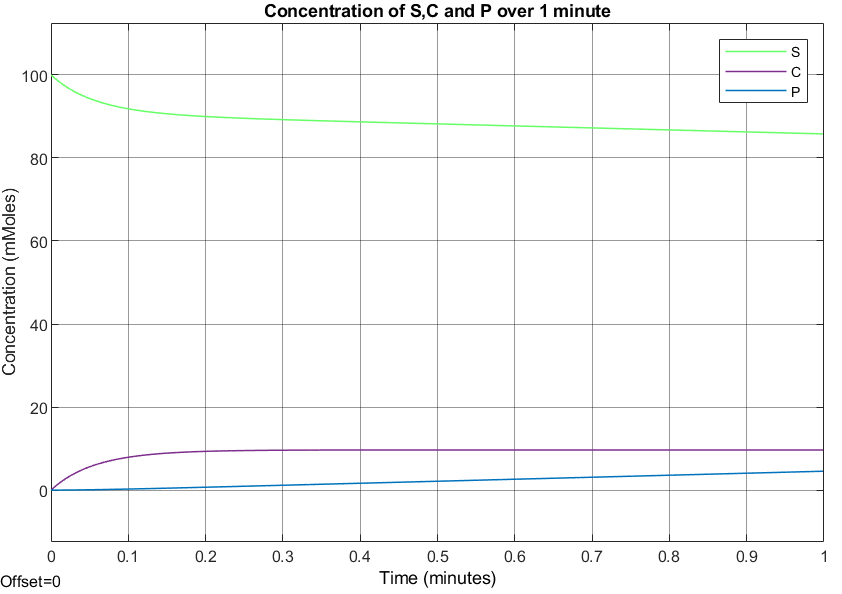 Concentration of S,C and P over 1 minute
S
C
P
Concentration (mMoles)
100
80
60
40
20
0
0 0.1 0.2 0.3 0.4 0.5 0.6 0.7 0.8 0.9 1
Time (minutes)
Offset=0